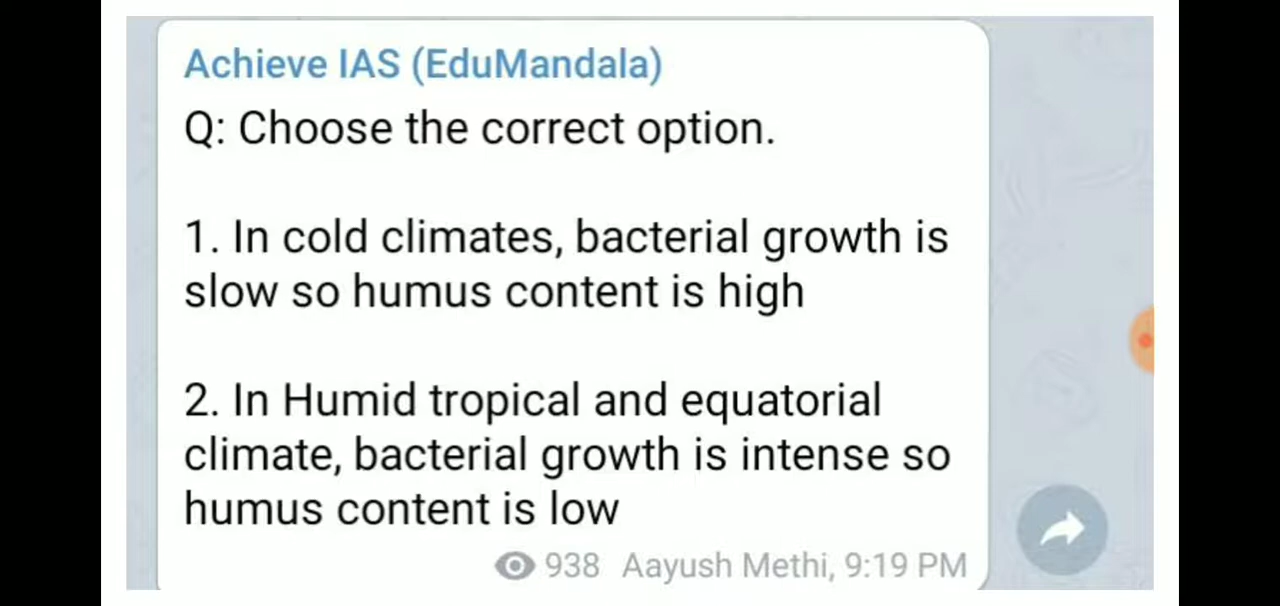 Achieve IAS (EduMandala)
Q: Choose the correct option.
1. In cold climates, bacterial growth is
slow so humus content is high
2. In Humid tropical and equatorial
climate, bacterial growth is intense so
humus content is low
938 Aayush Methi, 9:19 PM